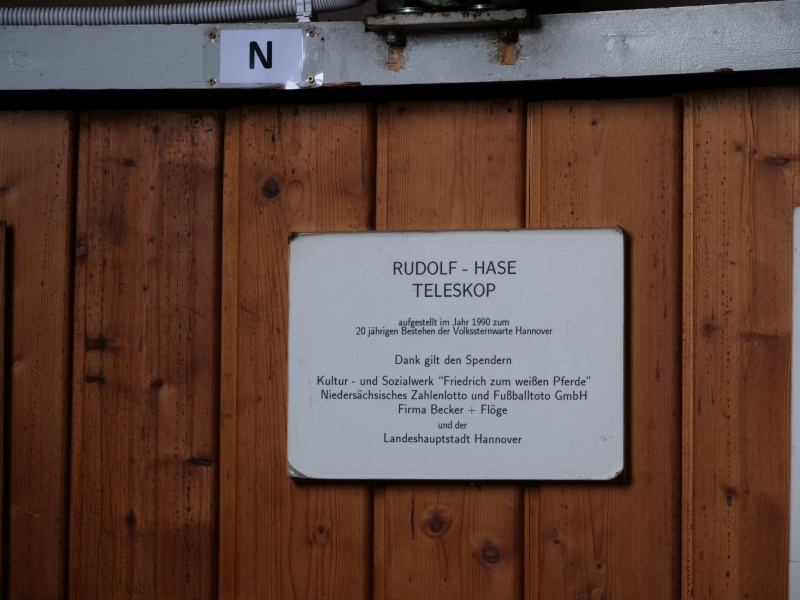 N
RUDOLF - HASE
TELESKOP
aufgestellt im Jahr 1990 zum
20 jährigen Bestehen der Volkssternwarte Hannover
Dank gilt den Spendern
Kultur - und Sozialwerk "Friedrich zum weißen Pferde"
Niedersächsisches Zahlenlotto und Fußballtoto GmbH
Firma Becker + Flöge
und der
Landeshauptstadt Hannover